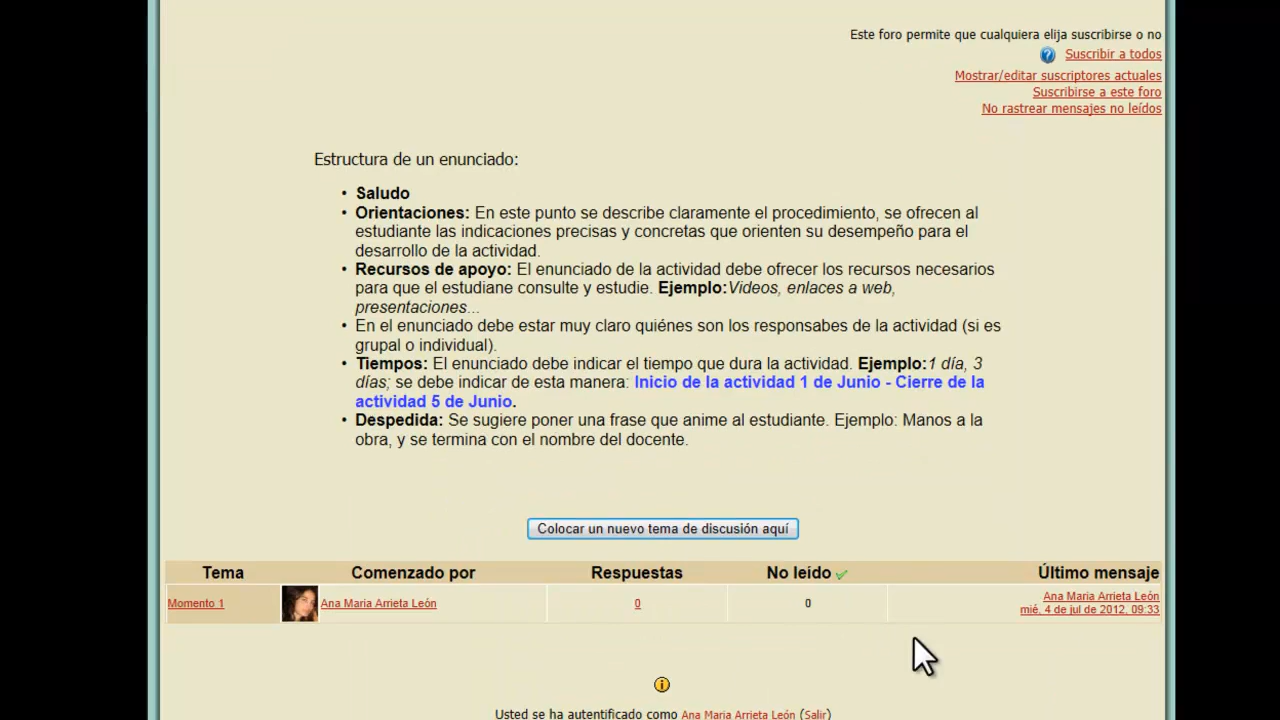 Este foro permite que cualquiera elija suscribirse o no
Suscribir a todos
Mostrar/editar suscriptores actuales
Suscribirse a este foro
No rastrear mensajes no leídos
Estructura de un enunciado:
• Saludo
• Orientaciones: En este punto se describe claramente el procedimiento, se ofrecen al
estudiante las indicaciones precisas y concretas que orienten su desempeño para el
desarrollo de la actividad.
• Recursos de apoyo: El enunciado de la actividad debe ofrecer los recursos necesarios
para que el estudiane consulte y estudie. Ejemplo:Videos, enlaces a web,
presentaciones...
• En el enunciado debe estar muy claro quiénes son los responsabes de la actividad (si es
grupal o individual).
• Tiempos: El enunciado debe indicar el tiempo que dura la actividad. Ejemplo:1 día, 3
días; se debe indicar de esta manera: Inicio de la actividad 1 de Junio - Cierre de la
actividad 5 de Junio.
• Despedida: Se sugiere poner una frase que anime al estudiante. Ejemplo: Manos a la
obra, y se termina con el nombre del docente.
Colocar un nuevo tema de discusión aquí
Tema Comenzado por Respuestas No leído Último mensaje
Momento 1 Ana Maria Arrieta León 0 0 Ana Maria Arrieta León
mié, 4 de jul de 2012, 09:33
Usted se ha autentificado como Ana Maria Arrieta León (Salir)